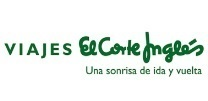 VIAJES El Corte Inglés
Una sonrisa de ida y vuelta